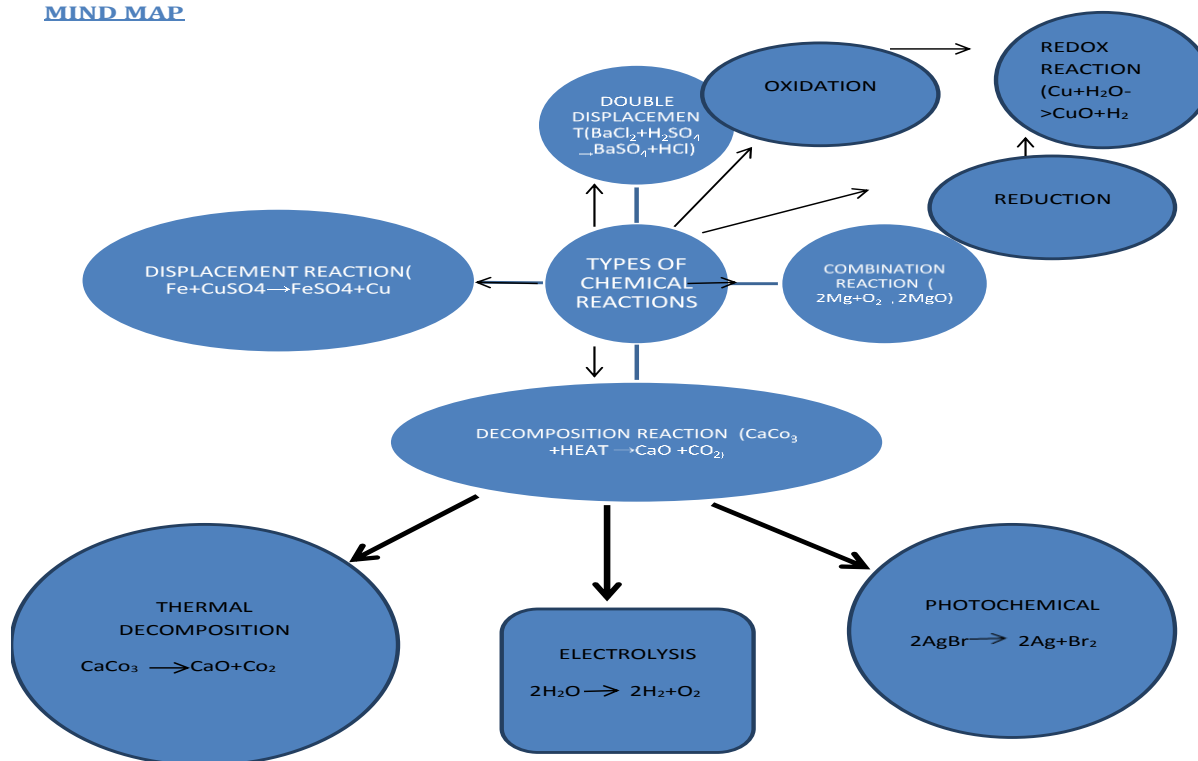 MIND MAP
DOUBLE
DISPLACEMEN
T(BaCl₂+H₂SO₄
→BaSO₄+HCl)
OXIDATION
REDOX
REACTION
(Cu+H₂O-
>CuO+H₂
REDUCTION
DISPLACEMENT REACTION(
Fe+CuSO4→FeSO4+Cu
TYPES OF
CHEMICAL
REACTIONS
COMBINATION
REACTION (
2Mg+O₂ , 2MgO)
DECOMPOSITION REACTION (CaCo₃
+HEAT →CaO +CO₂)
THERMAL
DECOMPOSITION
CaCo₃ →CaO+Co₂
ELECTROLYSIS
2H₂O→ 2H₂+O₂
PHOTOCHEMICAL
2AgBr→ 2Ag+Br₂